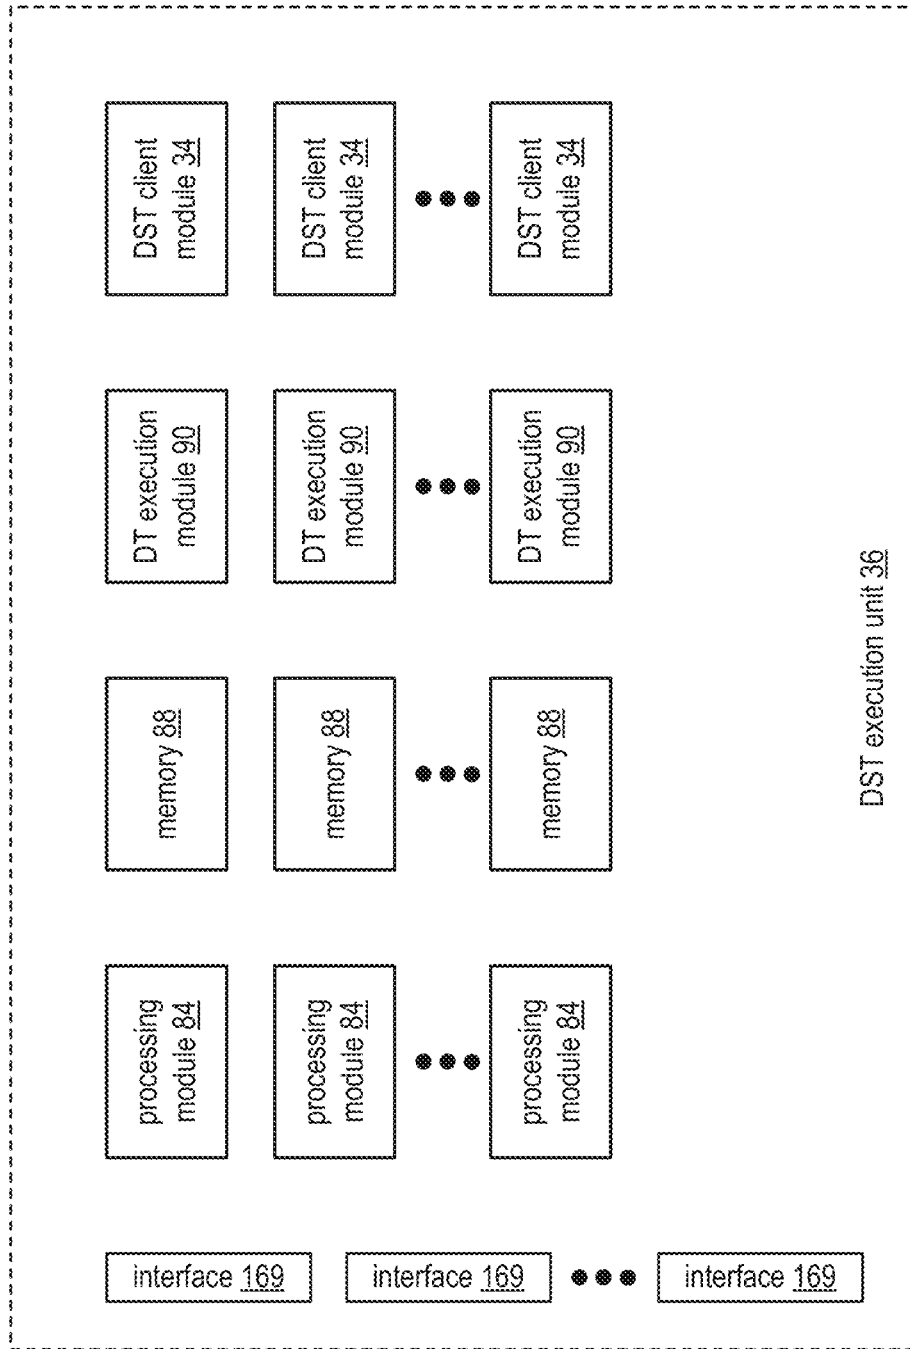 DST client
module 34
DST client
module 34
DST client
module 34
DT execution
module 90
DT execution
module 90
DT execution
module 90
memory 88
memory 88
memory 88
processing
module 84
processing
module 84
processing
module 84
interface 169
interface 169
interface 169
DST execution unit 36